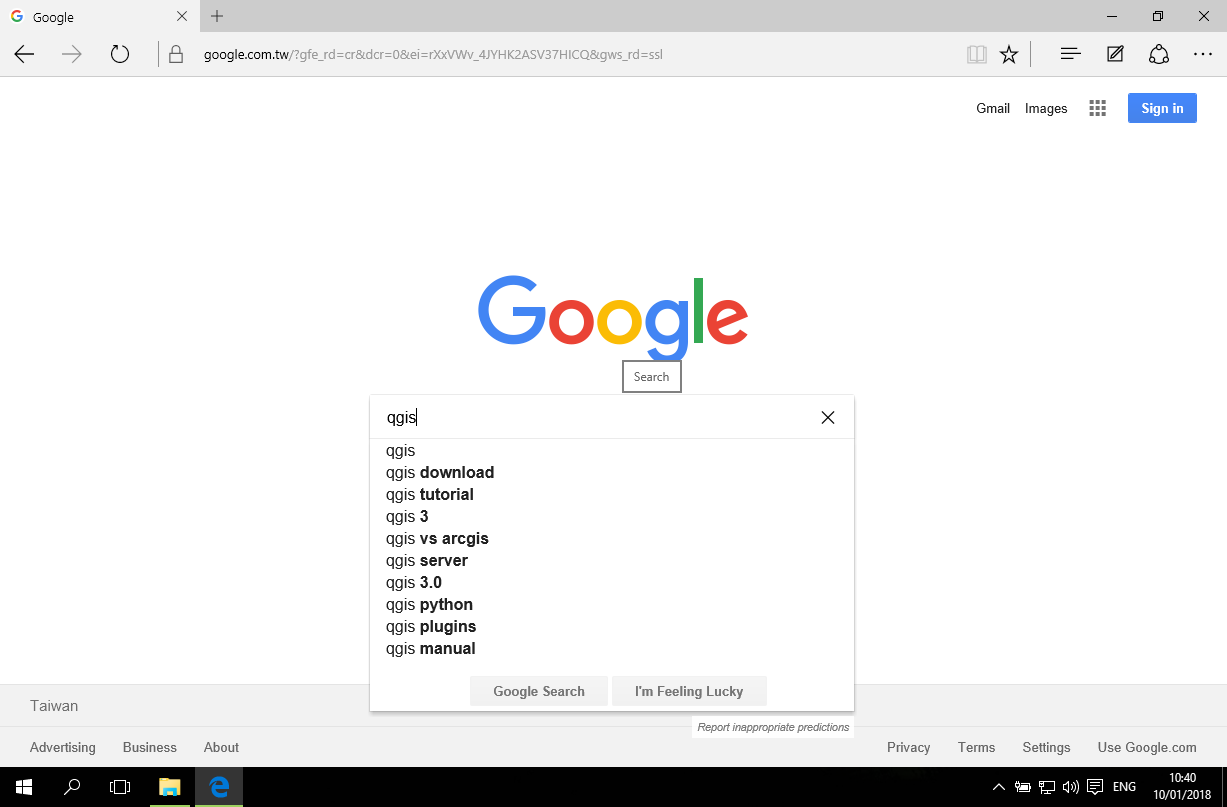 Google
google.com.tw/?gfe_rd=cr&dcr=0&ei=rXxVWv_4JYHK2ASV37HICQ&gws_rd=ssl
Gmail Images Sign in
Google
Search
qgis
qgis
qgis download
qgis tutorial
qgis 3
qgis vs arcgis
qgis server
qgis 3.0
qgis python
qgis plugins
qgis manual
Google Search I'm Feeling Lucky
Taiwan
Report inappropriate predictions
Advertising Business About Privacy Terms Settings Use Google.com
ENG
10:40
10/01/2018